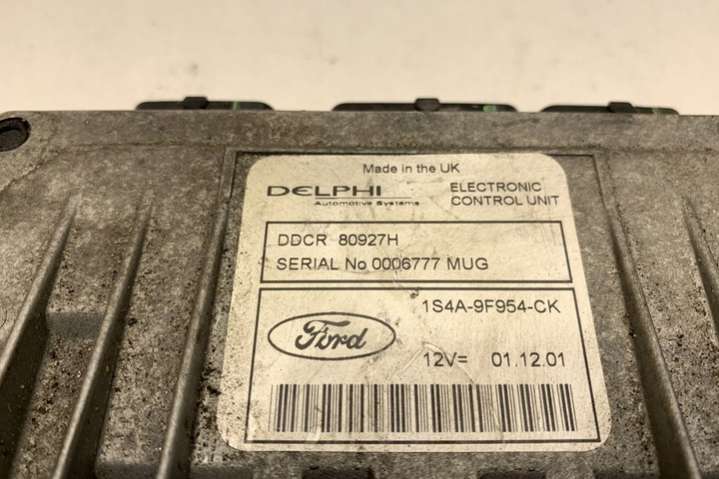 Made in the UK
DELPHI
Automotive Systems
ELECTRONIC
CONTROL UNIT
DDCR 80927H
SERIAL No 0006777 MUG
1S4A-9F954-CK
Ford
12V= 01.12.01